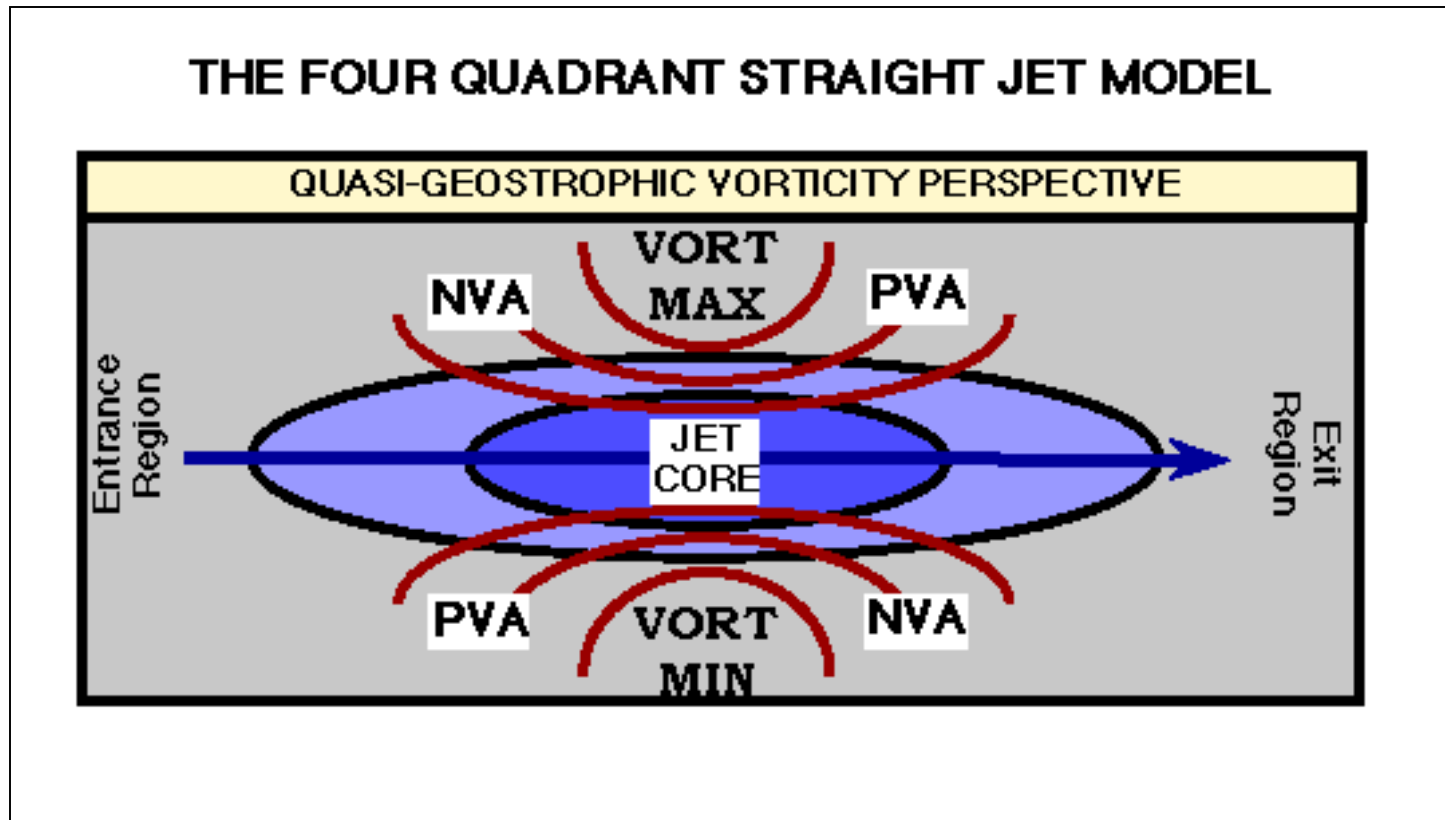 THE FOUR QUADRANT STRAIGHT JET MODEL
QUASI-GEOSTROPHIC VORTICITY PERSPECTIVE
VORT
MAX
NVA
PVA
Entrance
Region
JET
CORE
Exit
Region
PVA
VORT
MIN
NVA